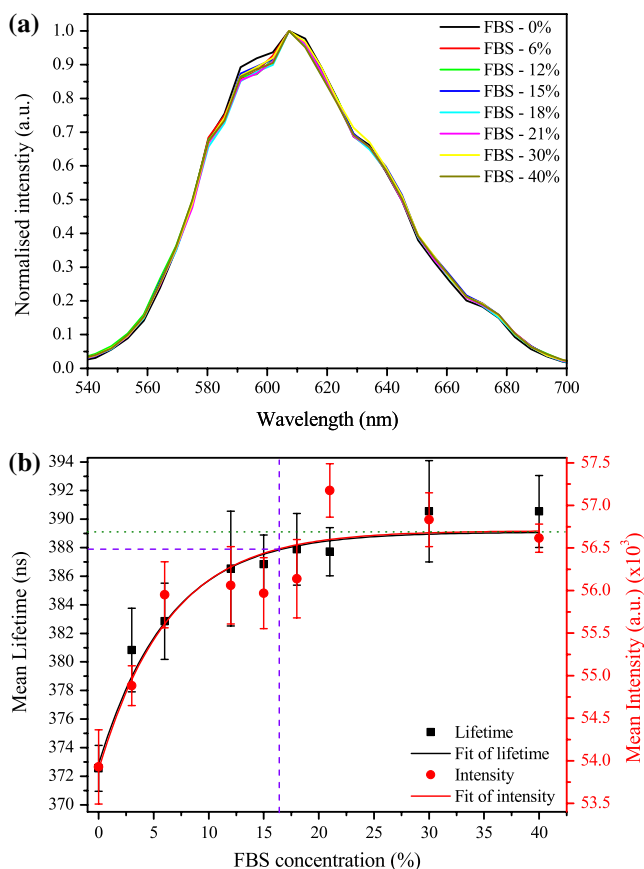 (a)
FBS - 0%
FBS - 6%
FBS - 12%
FBS - 15%
FBS - 18%
FBS - 21%
FBS - 30%
FBS - 40%
Normalised intenstiy (a.u.)
1.0
0.9
0.8
0.7
0.6
0.5
0.4
0.3
0.2
0.1
0.0
540 560 580 600 620 640 660 680 700
Wavelength (nm)
(b)
Mean Lifetime (ns)
394
392
390
388
386
384
382
380
378
376
374
372
370
57.5
57.0
56.5
56.0
55.5
55.0
54.5
54.0
53.5
Mean Intensity (a.u.) (x10³)
Lifetime
Fit of lifetime
Intensity
Fit of intensity
0 5 10 15 20 25 30 35 40
FBS concentration (%)